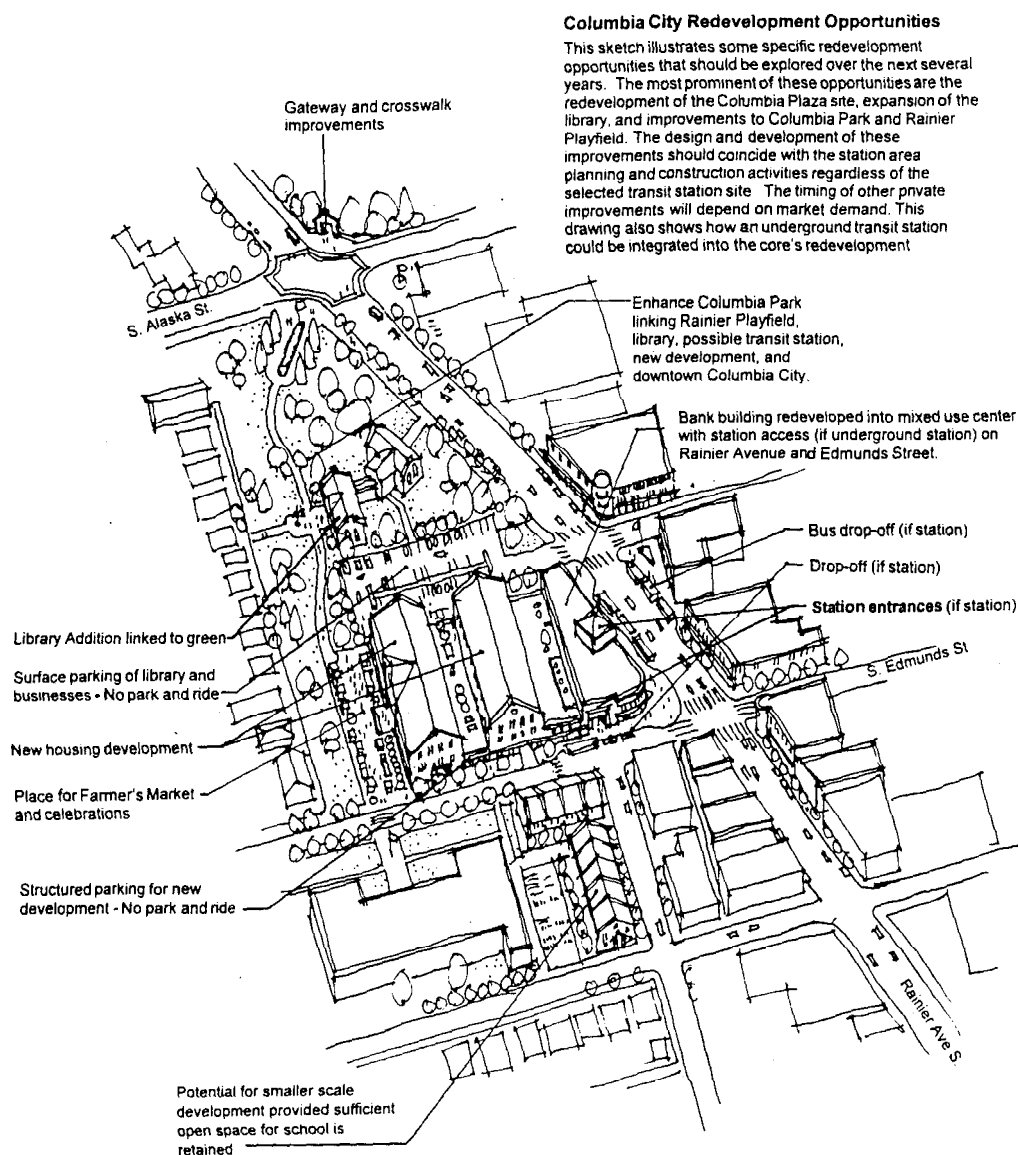 Columbia City Redevelopment Opportunities
This sketch illustrates some specific redevelopment
opportunities that should be explored over the next several
years. The most prominent of these opportunities are the
redevelopment of the Columbia Plaza site, expansion of the
library, and improvements to Columbia Park and Rainier
Playfield. The design and development of these
improvements should coincide with the station area
planning and construction activities regardless of the
selected transit station site The timing of other private
improvements will depend on market demand. This
drawing also shows how an underground transit station
could be integrated into the core's redevelopment
Gateway and crosswalk
improvements
S. Alaska St.
Enhance Columbia Park
linking Rainier Playfield,
library, possible transit station,
new development, and
downtown Columbia City.
Bank building redeveloped into mixed use center
with station access (if underground station) on
Rainier Avenue and Edmunds Street.
Bus drop-off (if station)
Drop-off (if station)
Station entrances (if station)
S. Edmunds St
Library Addition linked to green
Surface parking of library and
businesses - No park and ride
New housing development
Place for Farmer's Market
and celebrations
Structured parking for new
development - No park and ride
Rainier Ave S.
Potential for smaller scale
development provided sufficient
open space for school is
retained